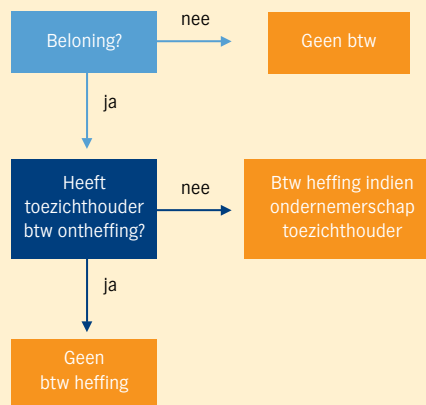 Beloning?
nee
Geen btw
ja
Heeft
toezichthouder
btw ontheffing?
nee
Btw heffing indien
ondernemerschap
toezichthouder
ja
Geen
btw heffing